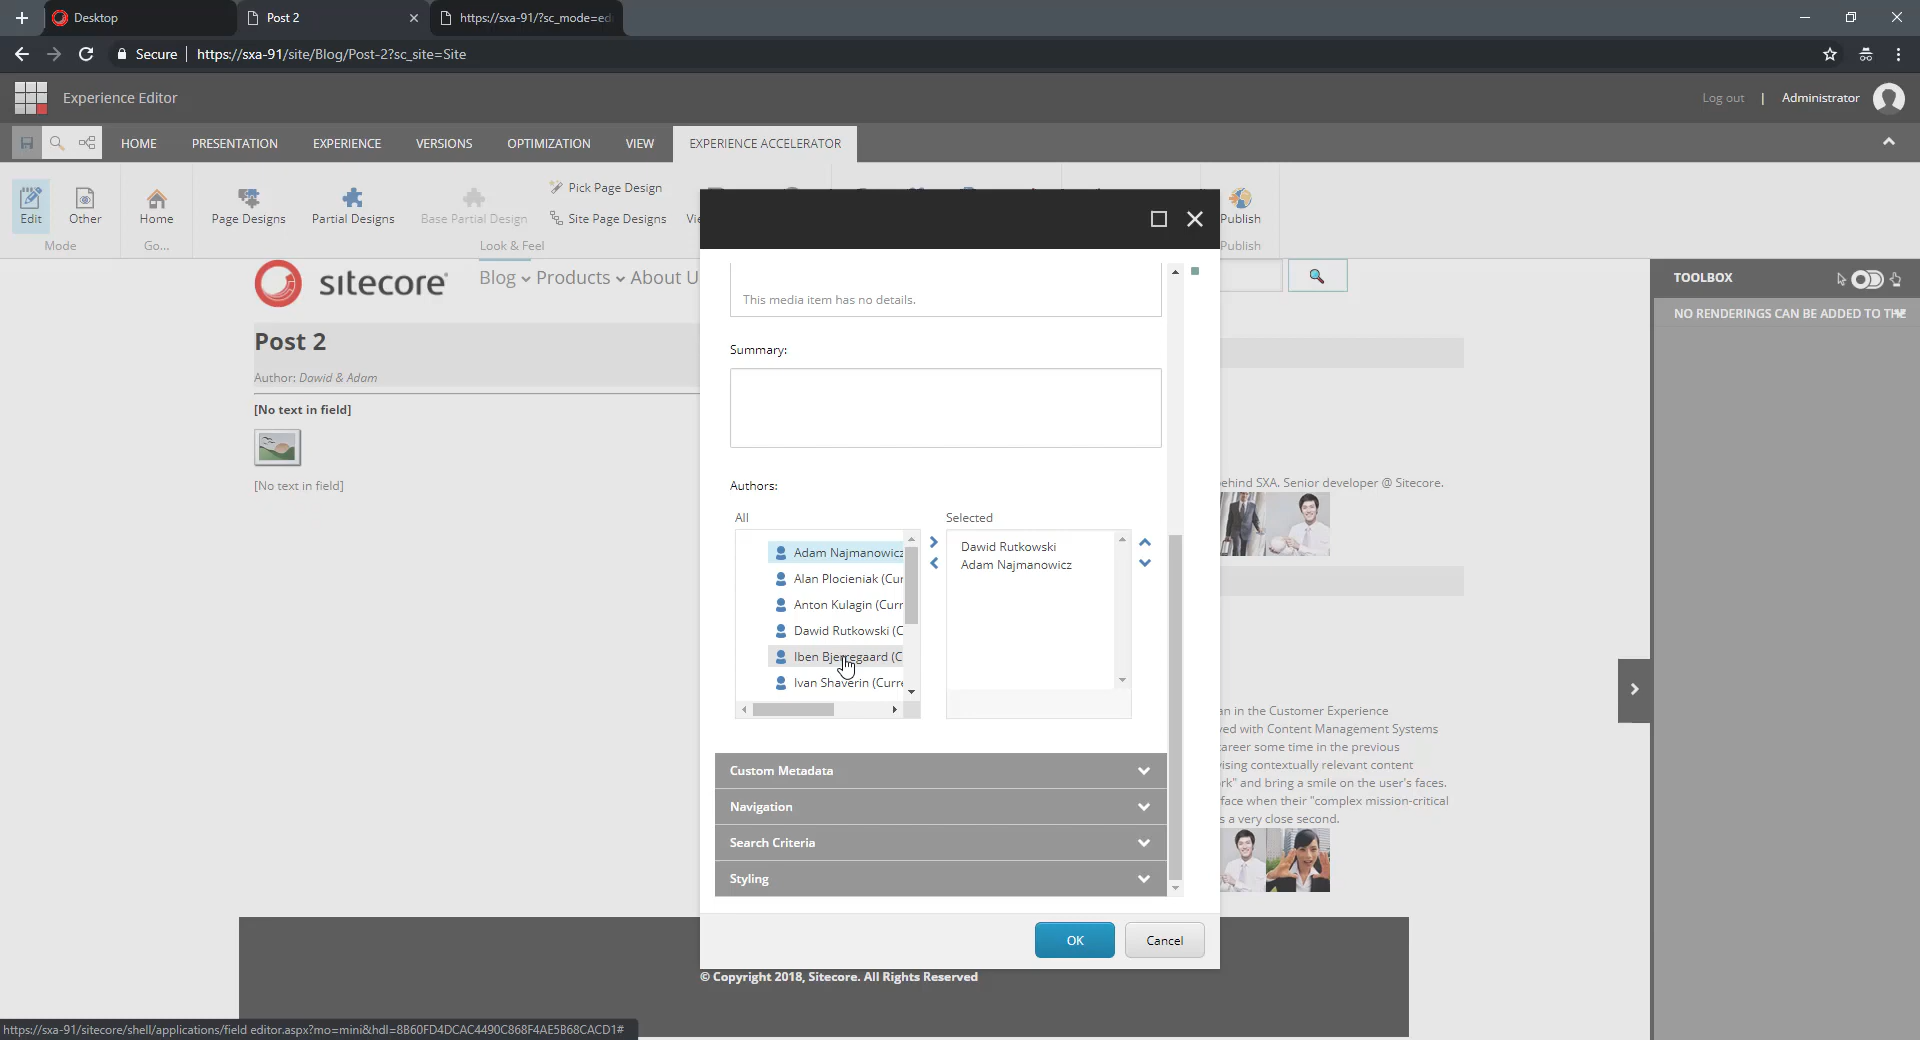 Desktop
Post 2
https://sxa-91/?sc_mode=ed
Secure
https://sxa-91/site/Blog/Post-2?sc_site=Site
Experience Editor
Log out | Administrator
HOME
PRESENTATION
EXPERIENCE
VERSIONS
OPTIMIZATION
VIEW
EXPERIENCE ACCELERATOR
Edit
Other
Mode
Home
Go...
Page Designs
Partial Designs
Base Partial Design
Pick Page Design
Site Page Designs
Look & Feel
Publish
Publish
sitecore
Blog
Products
About U
TOOLBOX
NO RENDERINGS CAN BE ADDED TO THE
Post 2
Author: Dawid & Adam
[No text in field]
[No text in field]
This media item has no details.
Summary:
Authors:
All
Selected
Adam Najmanowicz
Alan Plocieniak (Cur
Anton Kulagin (Curr
Dawid Rutkowski (C
Iben Bjerregaard (C
Ivan Shaverin (Curre
Dawid Rutkowski
Adam Najmanowicz
Custom Metadata
Navigation
Search Criteria
Styling
OK
Cancel
ehind SXA. Senior developer @ Sitecore.
an in the Customer Experience
ved with Content Management Systems
career some time in the previous
ising contextually relevant content
rk" and bring a smile on the user's faces.
face when their "complex mission-critical
s a very close second.
© Copyright 2018, Sitecore. All Rights Reserved
https://sxa-91/sitecore/shell/applications/field editor.aspx?mo=mini&hdl=8B60FD4DCAC4490C868F4AE5B68CACD1#